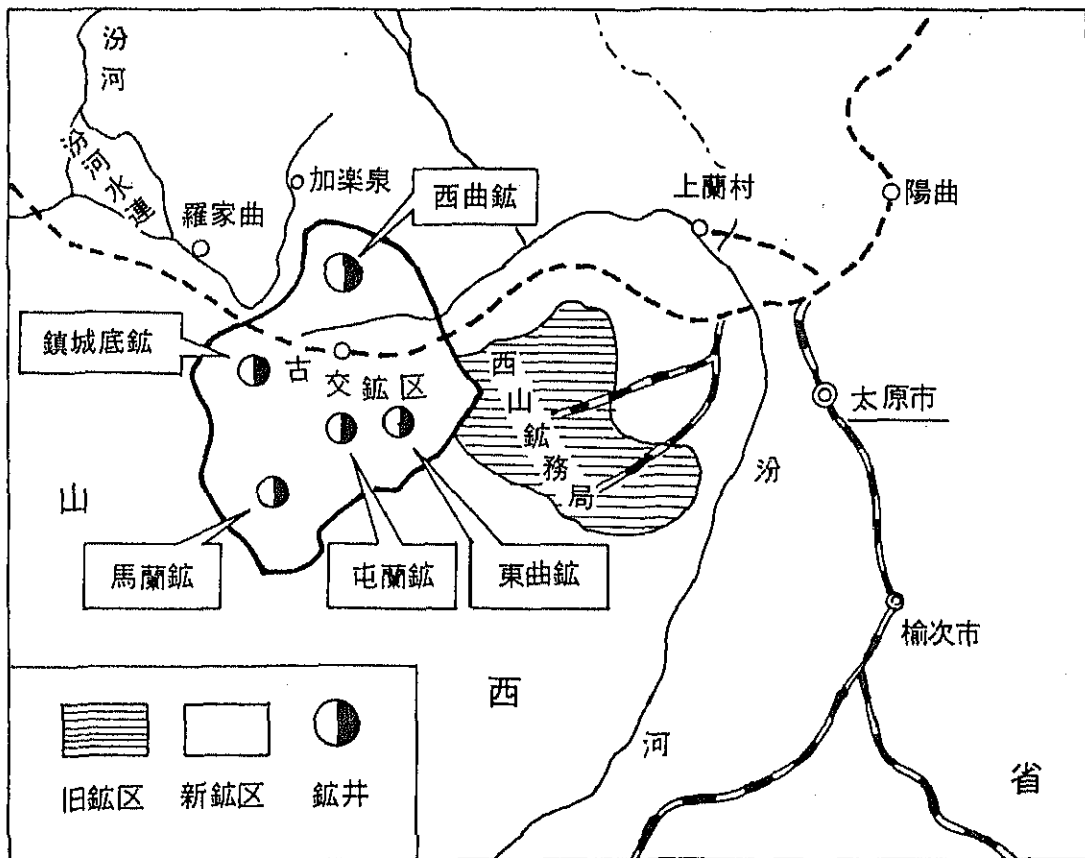 汾河
汾河水連
羅家曲
加楽泉
西曲鉱
上蘭村
陽曲
鎮城底鉱
古交鉱区
西山鉱務局
太原市
汾河
馬蘭鉱
屯蘭鉱
東曲鉱
楡次市
山西省
旧鉱区
新鉱区
鉱井